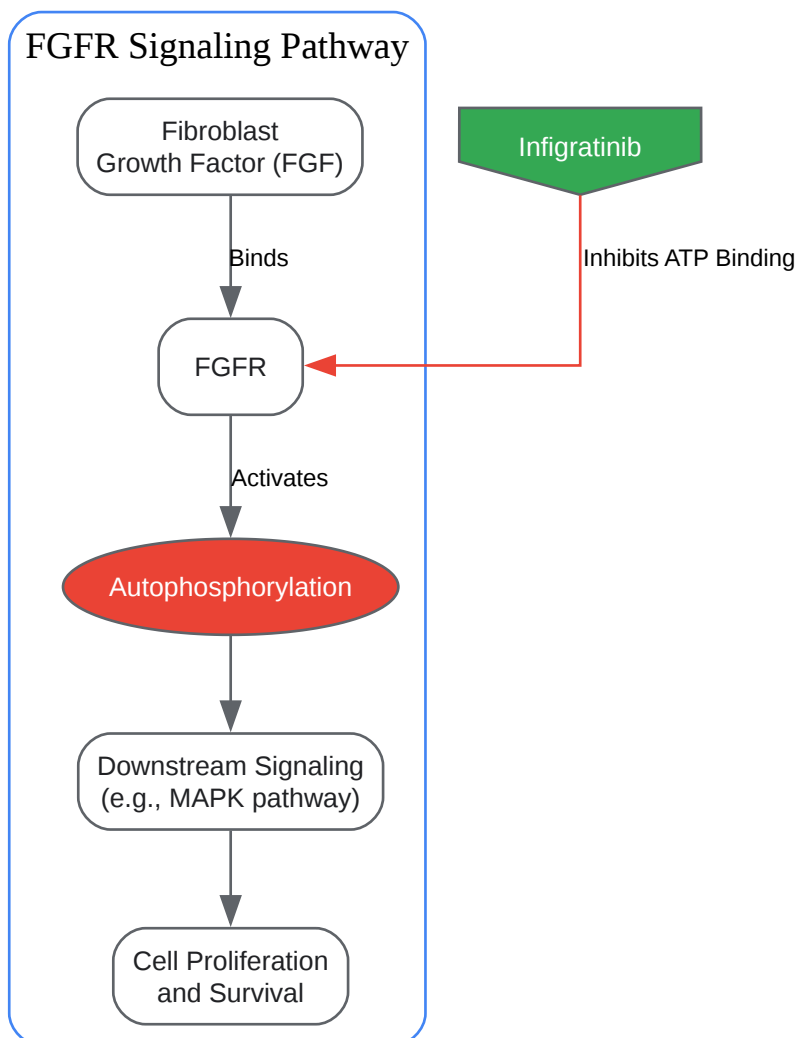 FGFR Signaling Pathway
Fibroblast
Growth Factor (FGF)
Infigratinib
Binds
Inhibits ATP Binding
FGFR
Activates
Autophosphorylation
Downstream Signaling
(e.g., MAPK pathway)
Cell Proliferation
and Survival